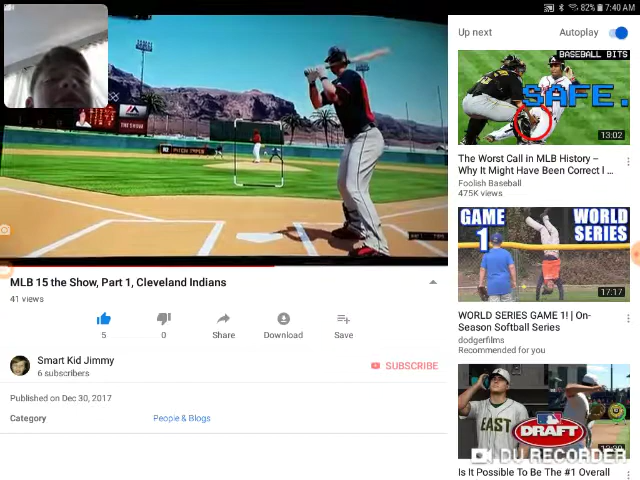 82% 7:40 AM
Up next
Autoplay
BASEBALL BITS
SAFE.
13:02
The Worst Call in MLB History –
Why It Might Have Been Correct l ...
Foolish Baseball
475K views
THE SHOW
MLB 15 the Show, Part 1, Cleveland Indians
41 views
5
0
Share
Download
Save
Smart Kid Jimmy
6 subscribers
SUBSCRIBE
Published on Dec 30, 2017
Category
People & Blogs
GAME
1
WORLD
SERIES
17:17
WORLD SERIES GAME 1! | On-
Season Softball Series
dodgerfilms
Recommended for you
EAST
DRAFT
DU RECORDER
Is It Possible To Be The #1 Overall